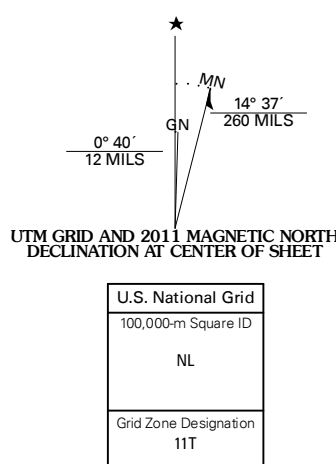 ★
MN
GN
14° 37´
260 MILS
0° 40´
12 MILS
UTM GRID AND 2011 MAGNETIC NORTH
DECLINATION AT CENTER OF SHEET
U.S. National Grid
100,000-m Square ID
NL
Grid Zone Designation
11T